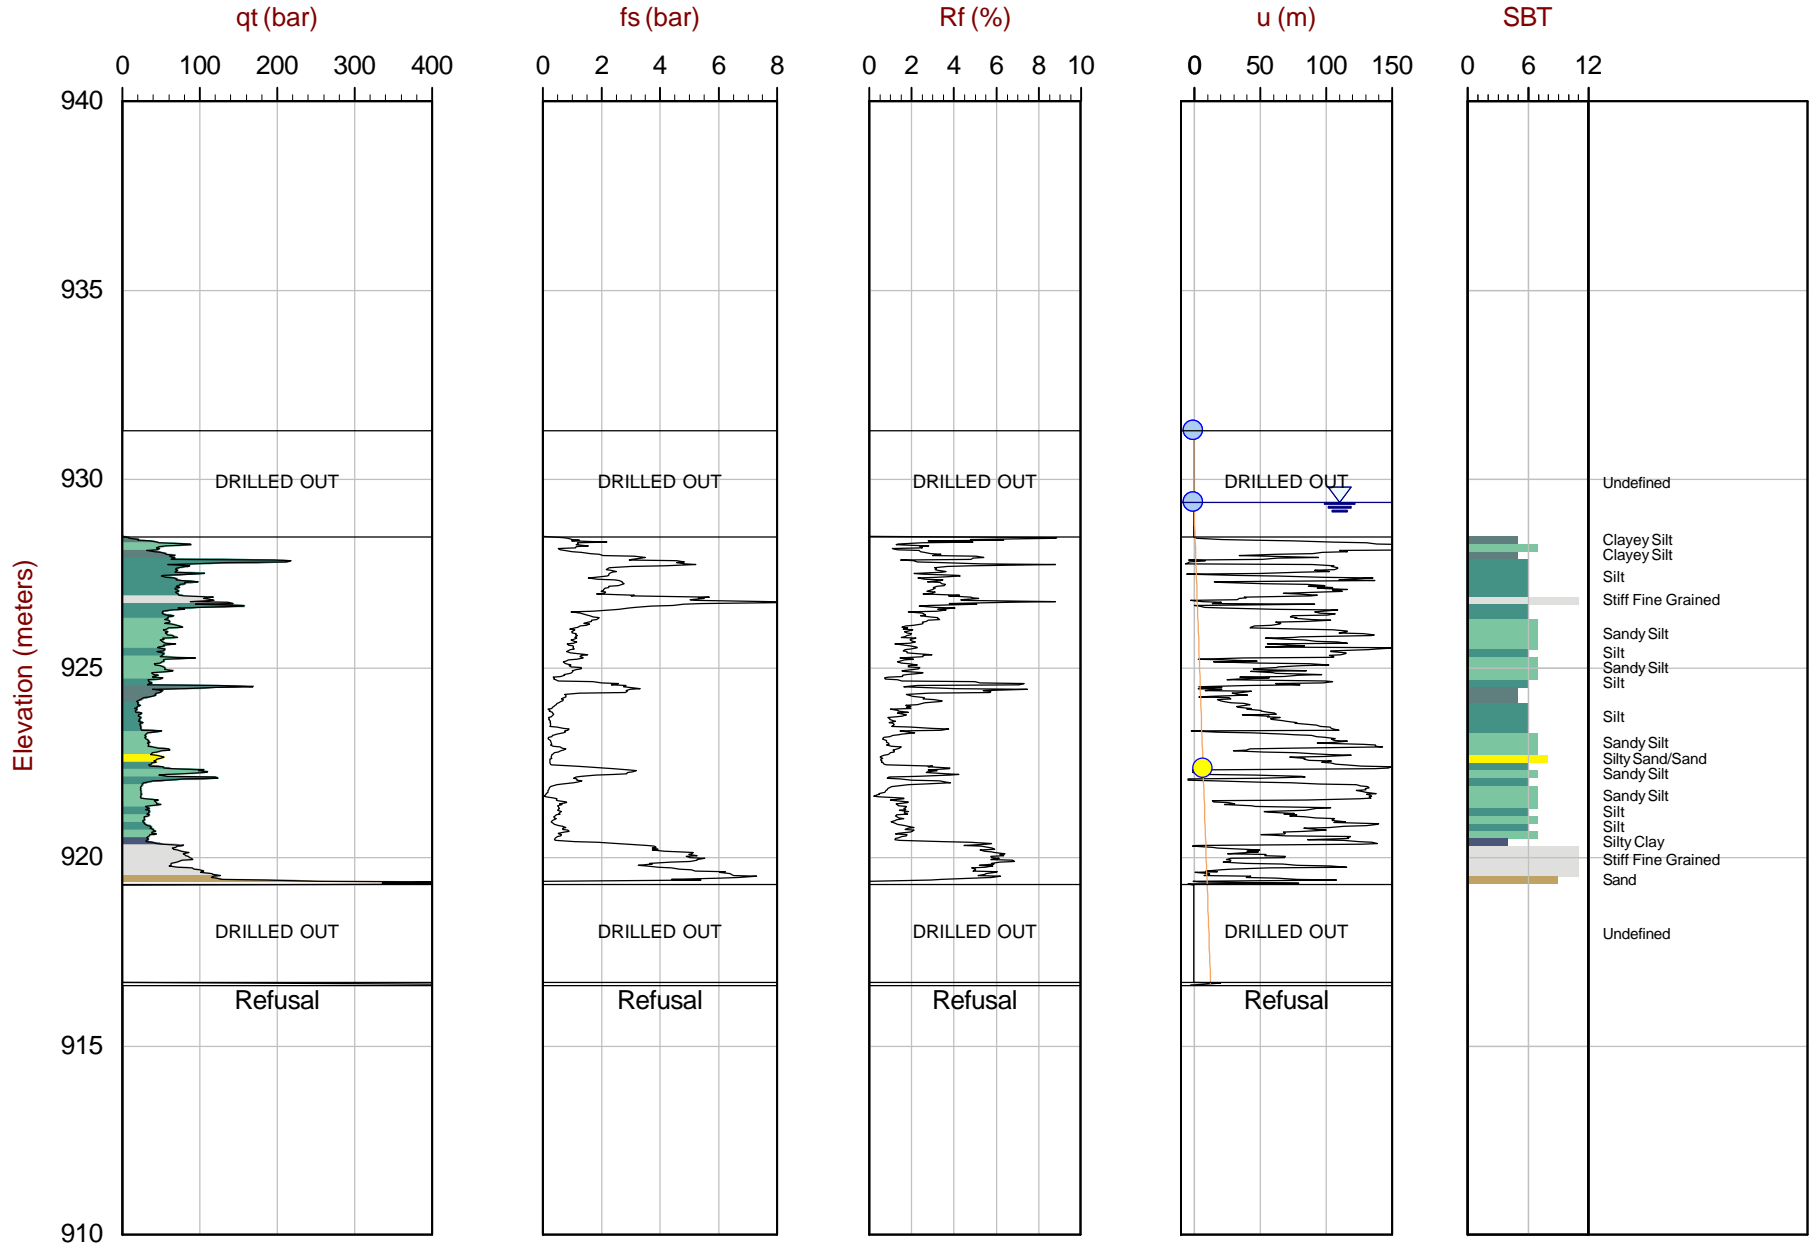 qt (bar) fs (bar) Rf (%) u (m) SBT
0 100 200 300 400 0 2 4 6 8 0 2 4 6 8 10 0 50 100 150 0 6 12
940
935
930
925
920
915
910
Elevation (meters)
DRILLED OUT DRILLED OUT DRILLED OUT DRILLED OUT
Undefined
Clayey Silt
Clayey Silt
Silt
Stiff Fine Grained
Sandy Silt
Silt
Sandy Silt
Silt
Silt
Sandy Silt
Silty Sand/Sand
Sandy Silt
Sandy Silt
Silt
Silt
Silty Clay
Stiff Fine Grained
Sand
DRILLED OUT DRILLED OUT DRILLED OUT DRILLED OUT
Undefined
Refusal Refusal Refusal Refusal